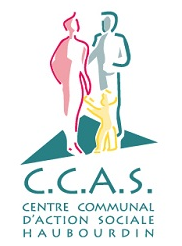 C.C.A.S.
CENTRE COMMUNAL
D'ACTION SOCIALE
HAUBOURDIN